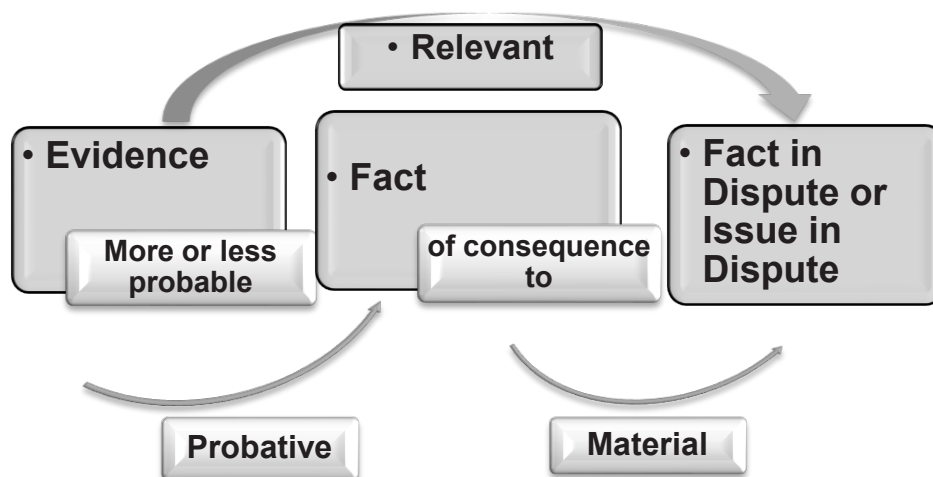 • Relevant
• Evidence
More or less
probable
• Fact
of consequence
to
• Fact in
Dispute or
Issue in
Dispute
Probative
Material